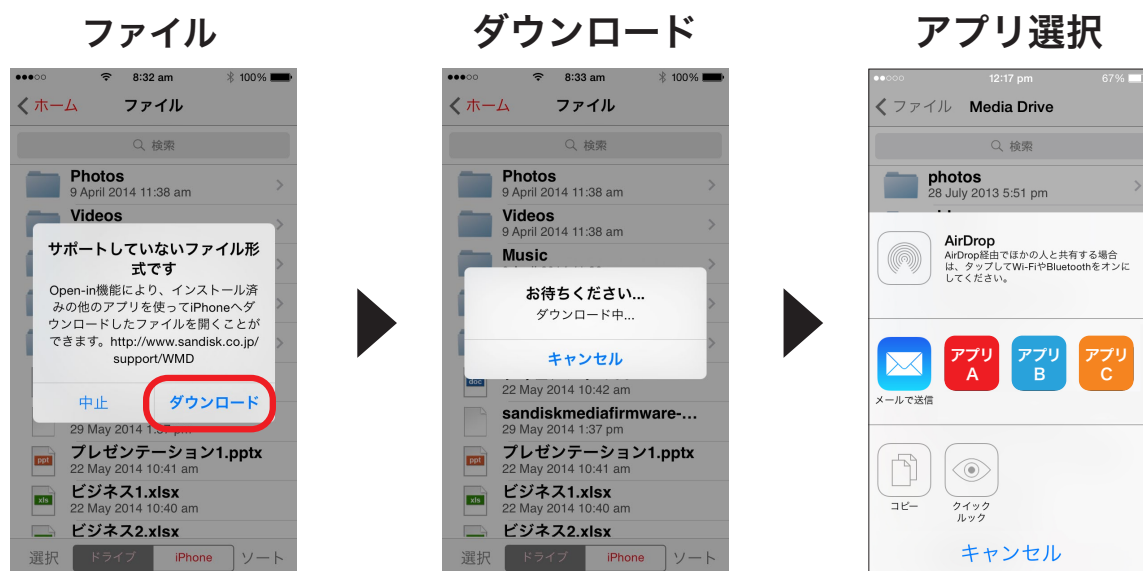 ファイル
8:32 am
100%
ホーム
ファイル
検索
Photos
9 April 2014 11:38 am
Videos
サポートしていないファイル形
式です
Open-in機能により、インストール済
みの他のアプリを使ってiPhoneへダ
ウンロードしたファイルを開くことが
できます。http://www.sandisk.co.jp/
support/WMD
中止
ダウンロード
29 May 2014 1:37 pm
ppt
プレゼンテーション1.pptx
22 May 2014 10:41 am
xls
ビジネス1.xlsx
22 May 2014 10:40 am
ビジネス2.xlsx
選択
ドライブ
iPhone
ソート
ダウンロード
8:33 am
100%
ホーム
ファイル
検索
Photos
9 April 2014 11:38 am
Videos
9 April 2014 11:38 am
Music
お待ちください...
ダウンロード中...
キャンセル
doc
22 May 2014 10:42 am
sandiskmediafirmware-...
29 May 2014 1:37 pm
ppt
プレゼンテーション1.pptx
22 May 2014 10:41 am
xls
ビジネス1.xlsx
22 May 2014 10:40 am
ビジネス2.xlsx
選択
ドライブ
iPhone
ソート
アプリ選択
12:17 pm
67%
ファイル
Media Drive
検索
photos
28 July 2013 5:51 pm
AirDrop
AirDrop経由でほかの人と共有する場合
は、タップしてWi-FiやBluetoothをオンに
してください。
メールで送信
アプリ
A
アプリ
B
アプリ
C
コピー
クイック
ルック
キャンセル